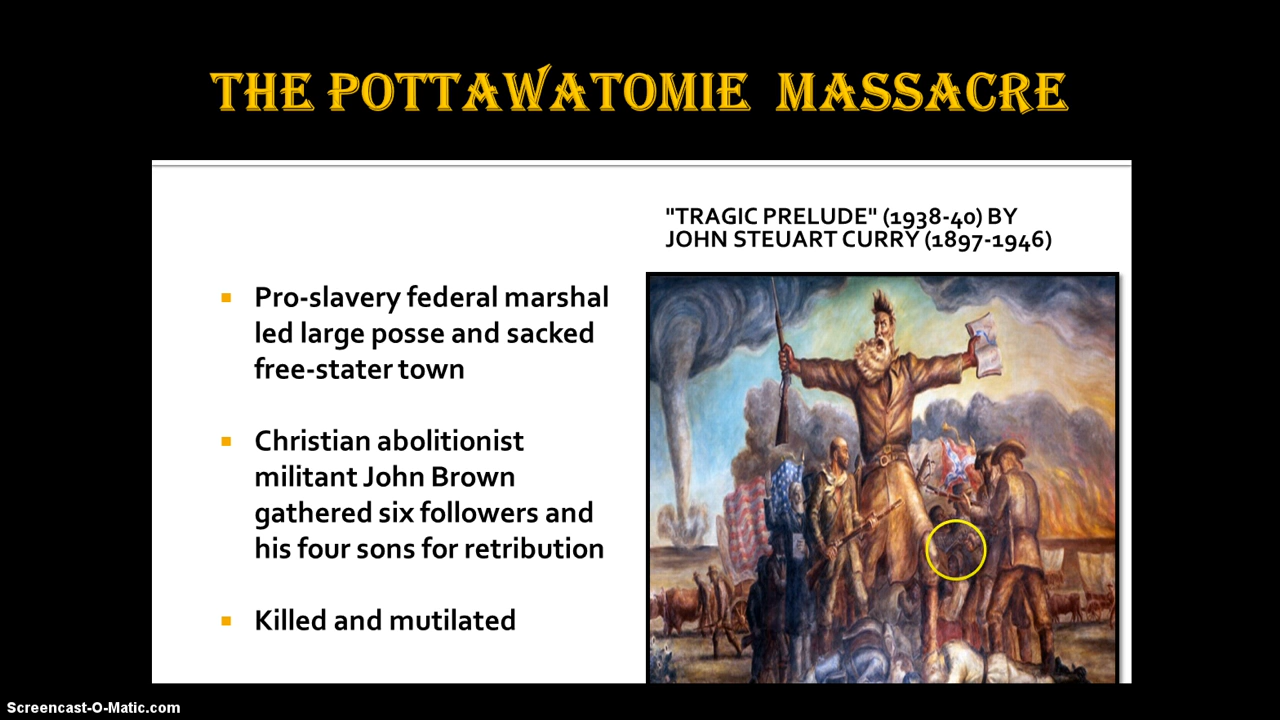 THE POTTAWATOMIE MASSACRE
"TRAGIC PRELUDE" (1938-40) BY
JOHN STEUART CURRY (1897-1946)
▪ Pro-slavery federal marshal
led large posse and sacked
free-stater town
▪ Christian abolitionist
militant John Brown
gathered six followers and
his four sons for retribution
▪ Killed and mutilated
Screencast-O-Matic.com